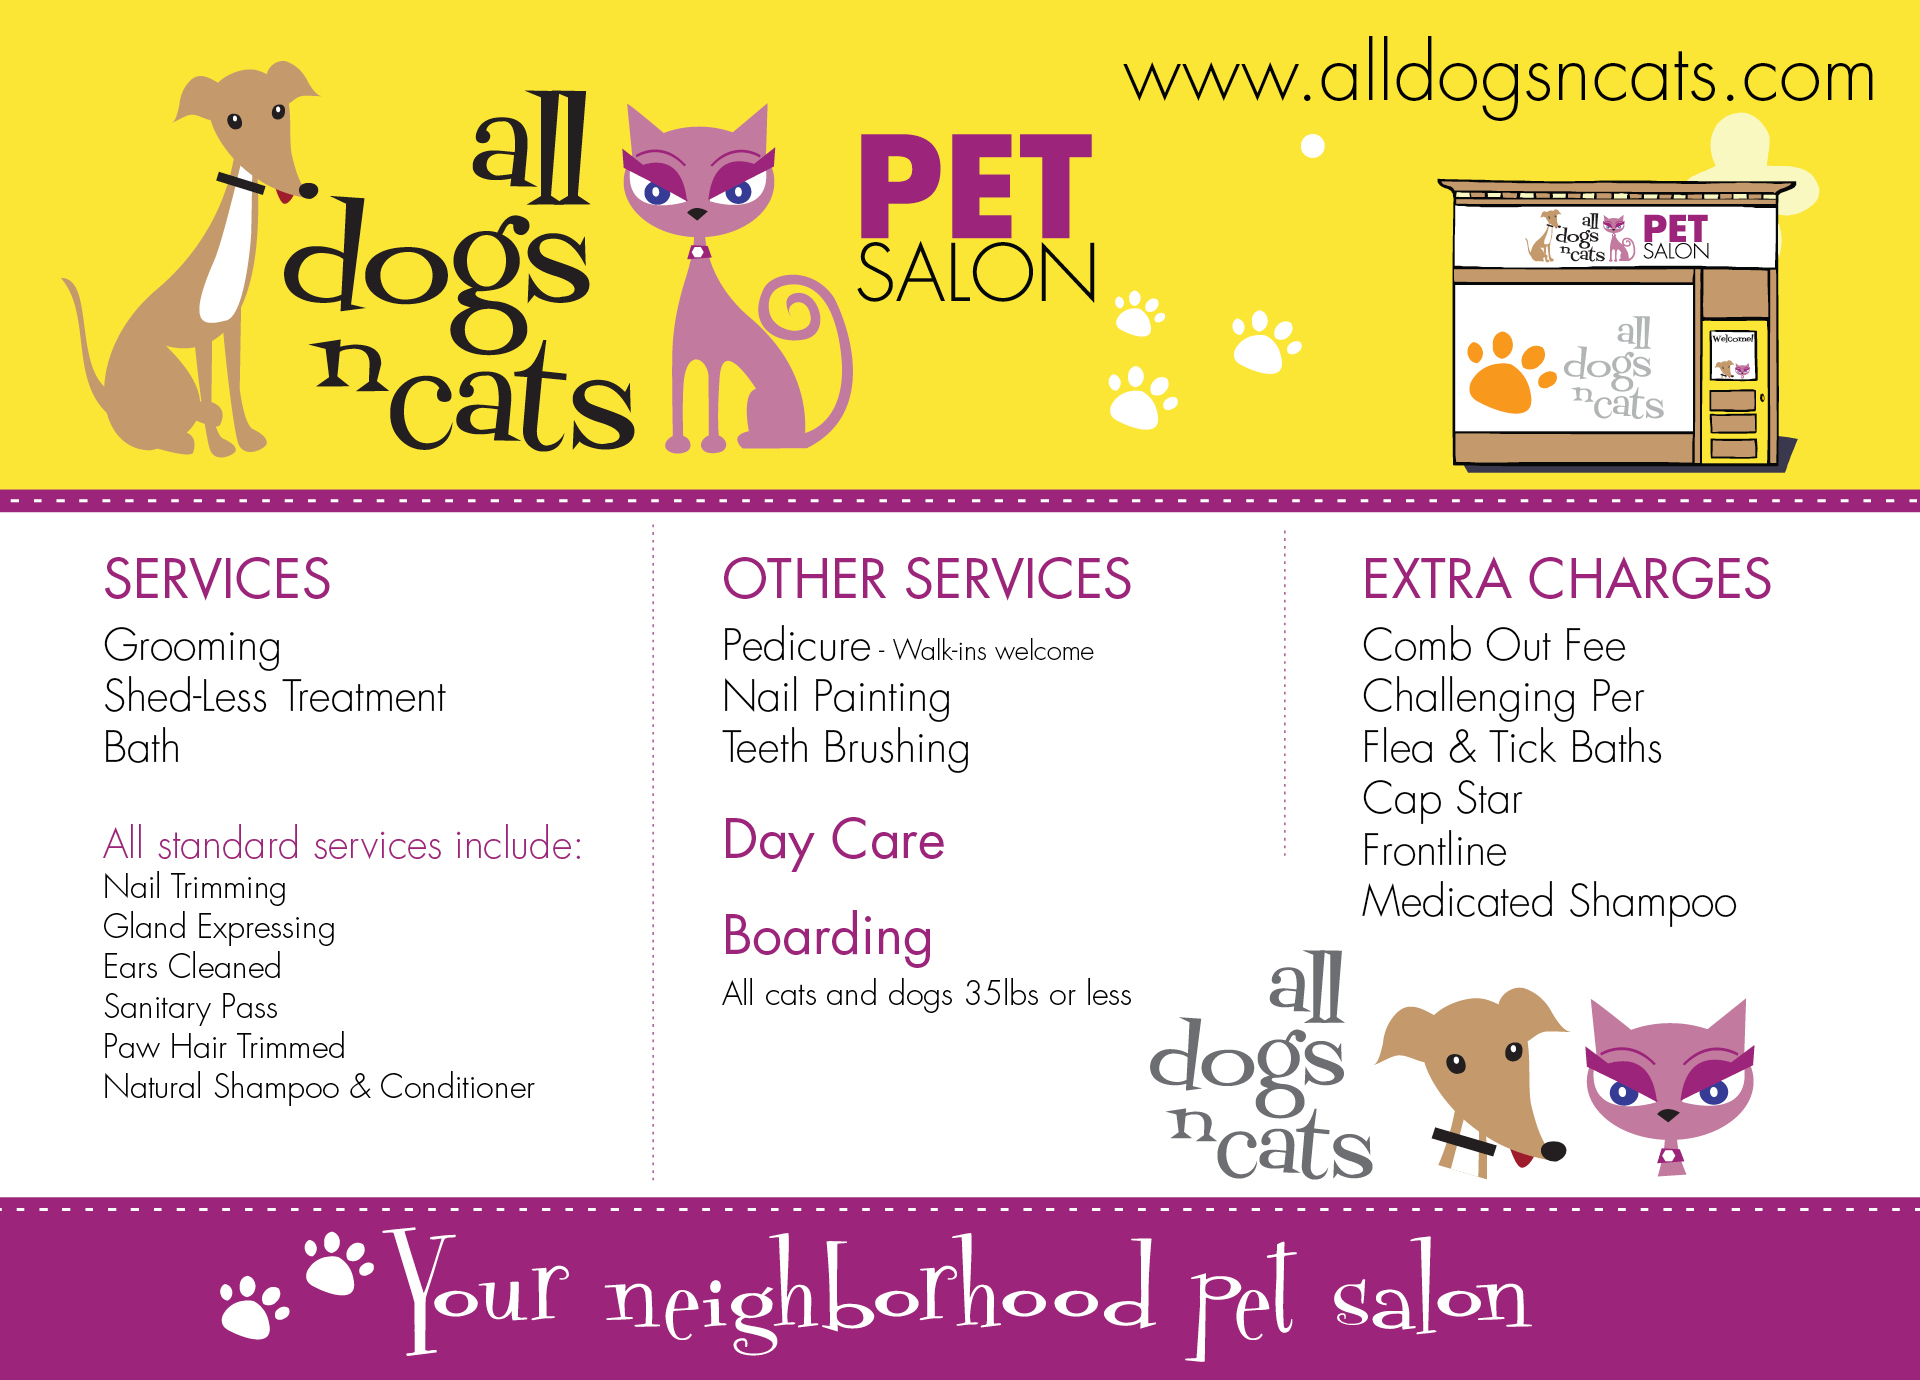 www.alldogsncats.com
all
dogs
n cats
PET
SALON
all
dogs
n cats
PET
SALON
all
dogs
n cats
Welcome!
SERVICES
Grooming
Shed-Less Treatment
Bath
All standard services include:
Nail Trimming
Gland Expressing
Ears Cleaned
Sanitary Pass
Paw Hair Trimmed
Natural Shampoo & Conditioner
OTHER SERVICES
Pedicure - Walk-ins welcome
Nail Painting
Teeth Brushing
Day Care
Boarding
All cats and dogs 35lbs or less
EXTRA CHARGES
Comb Out Fee
Challenging Per
Flea & Tick Baths
Cap Star
Frontline
Medicated Shampoo
all
dogs
n cats
Your neighborhood pet salon